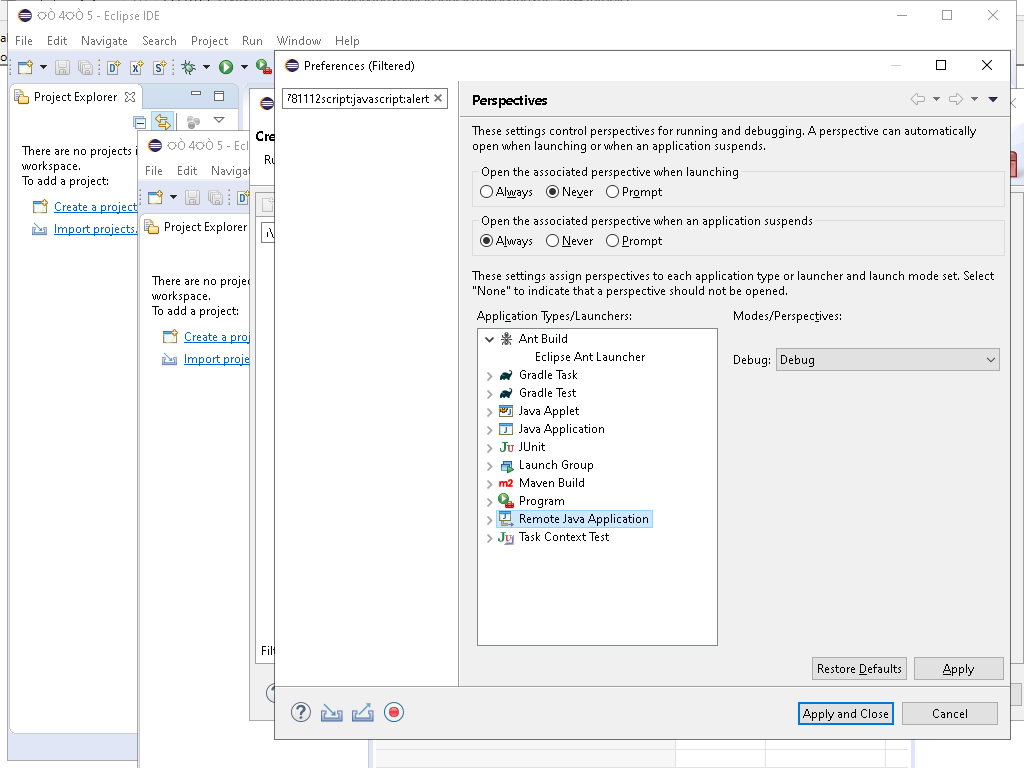 ѺÒ 4ѺÒ 5 - Eclipse IDE
File Edit Navigate Search Project Run Window Help
Project Explorer
There are no projects i
workspace.
To add a project:
Create a project
Import projects.
ѺÒ 4ѺÒ 5 - Ecl
File Edit Naviga
Project Explorer
There are no proje
workspace.
To add a project:
Create a proj
Import proje
Cre
Ru
Filt
Preferences (Filtered)
781112script:javascript:alert
Perspectives
These settings control perspectives for running and debugging. A perspective can automatically
open when launching or when an application suspends.
Open the associated perspective when launching
Always Never Prompt
Open the associated perspective when an application suspends
Always Never Prompt
These settings assign perspectives to each application type or launcher and launch mode set. Select
"None" to indicate that a perspective should not be opened.
Application Types/Launchers:
Ant Build
Eclipse Ant Launcher
Gradle Task
Gradle Test
Java Applet
Java Application
JUnit
Launch Group
Maven Build
Program
Remote Java Application
Task Context Test
Modes/Perspectives:
Debug: Debug
Restore Defaults Apply
Apply and Close Cancel